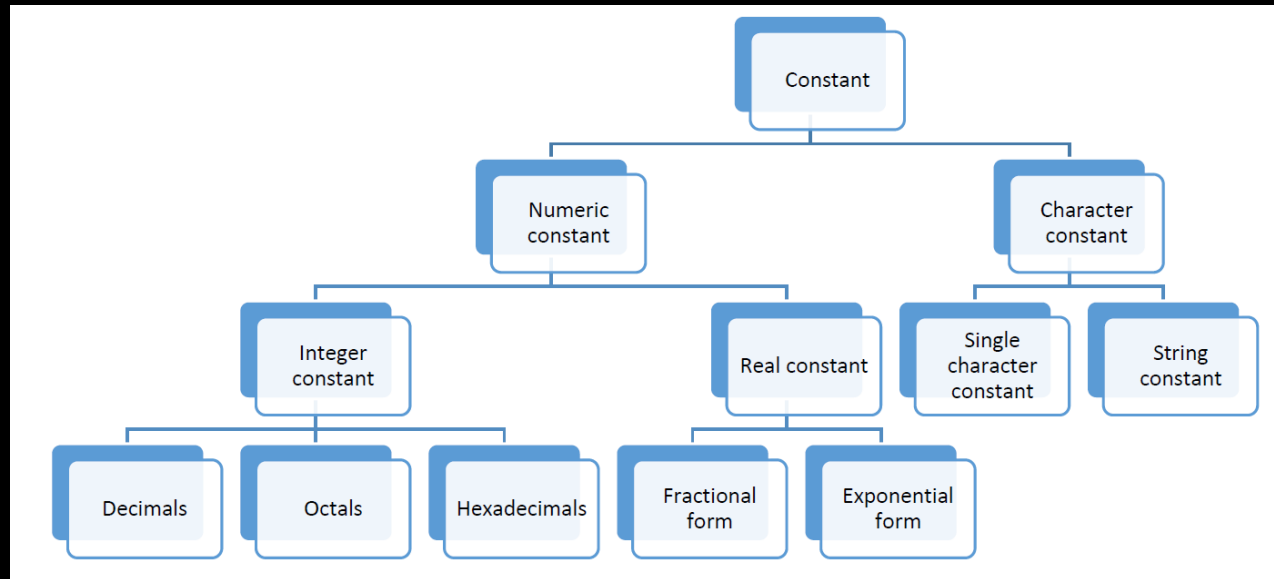 Constant
Numeric
constant
Character
constant
Integer
constant
Real constant
Single
character
constant
String
constant
Decimals
Octals
Hexadecimals
Fractional
form
Exponential
form